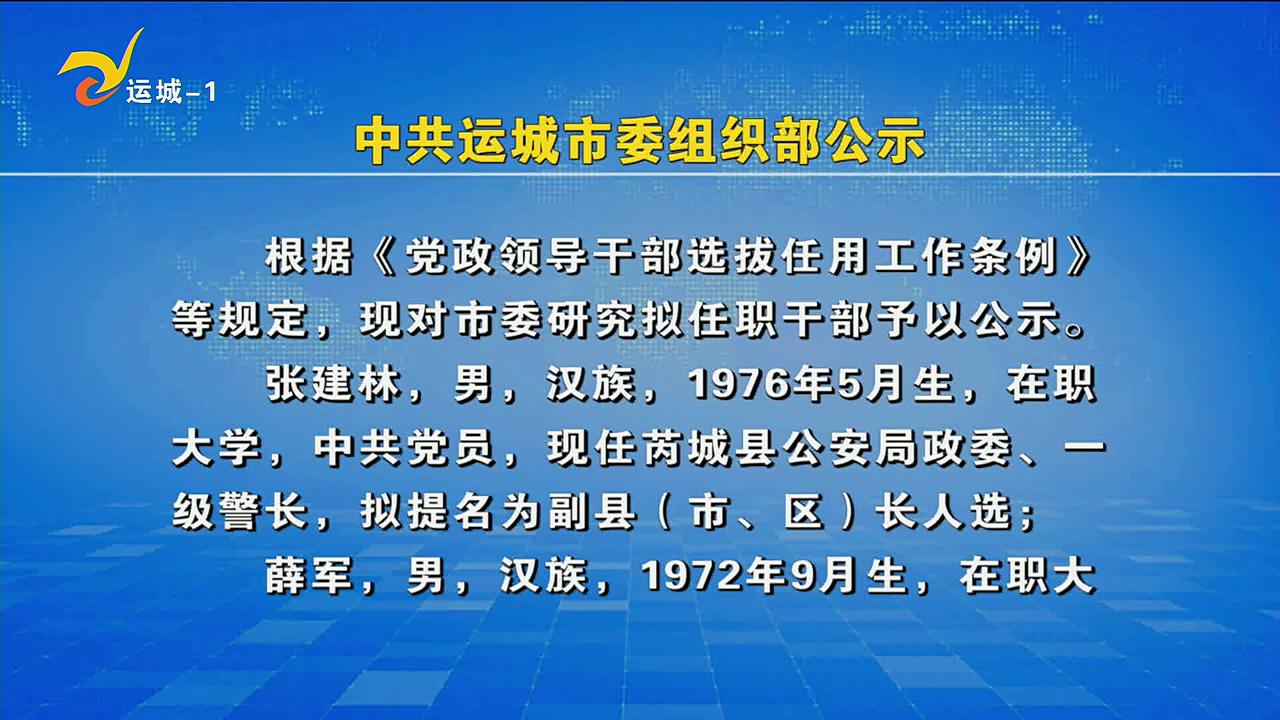 运城-1
中共运城市委组织部公示
根据《党政领导干部选拔任用工作条例》
等规定，现对市委研究拟任职干部予以公示。
张建林，男，汉族，1976年5月生，在职
大学，中共党员，现任芮城县公安局政委、一
级警长，拟提名为副县（市、区）长人选；
薛军，男，汉族，1972年9月生，在职大